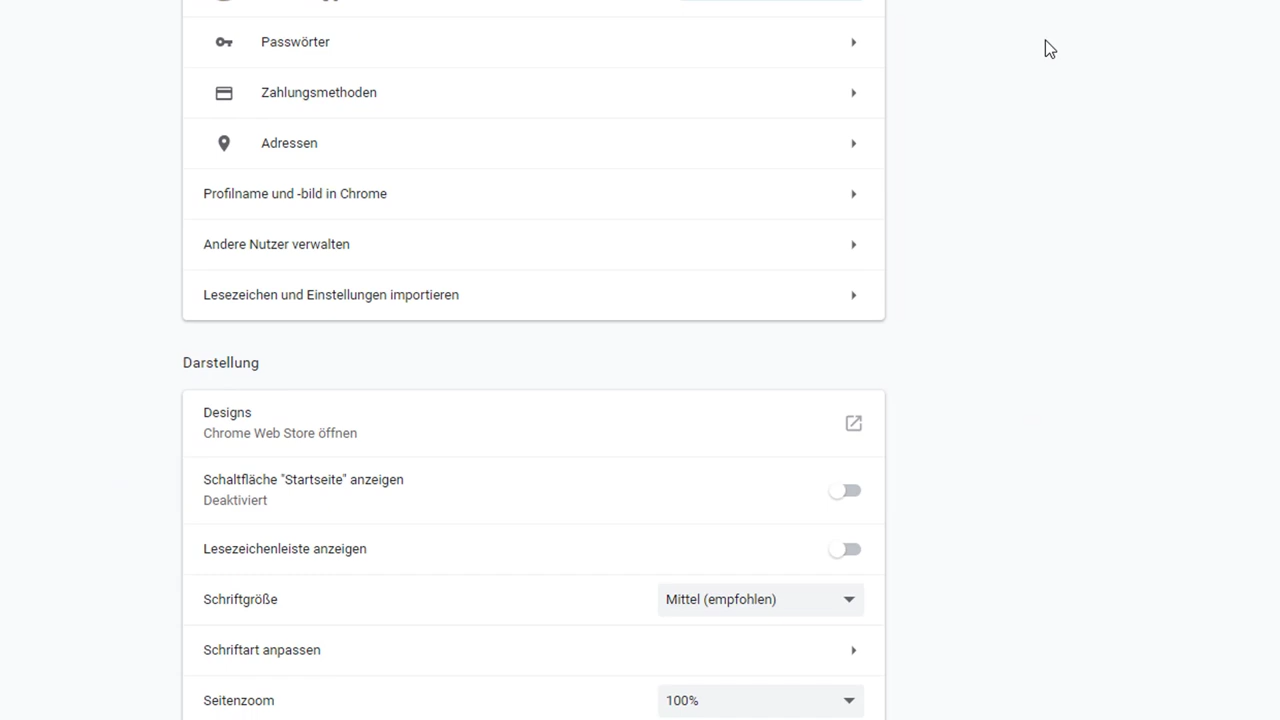 Passwörter
Zahlungsmethoden
Adressen
Profilname und -bild in Chrome
Andere Nutzer verwalten
Lesezeichen und Einstellungen importieren
Darstellung
Designs
Chrome Web Store öffnen
Schaltfläche "Startseite" anzeigen
Deaktiviert
Lesezeichenleiste anzeigen
Schriftgröße
Mittel (empfohlen)
Schriftart anpassen
Seitenzoom
100%